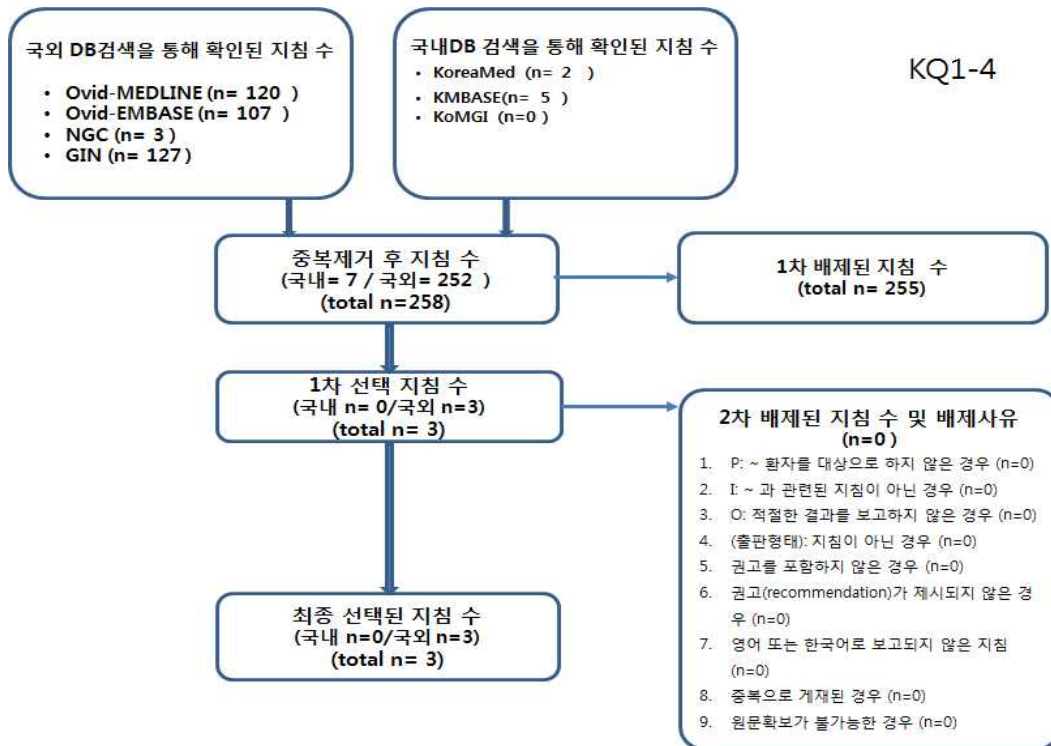 국외 DB검색을 통해 확인된 지침 수
• Ovid-MEDLINE (n= 120 )
• Ovid-EMBASE (n= 107 )
• NGC (n= 3 )
• GIN (n= 127 )
국내DB 검색을 통해 확인된 지침 수
• KoreaMed (n= 2 )
• KMBASE(n= 5 )
• KoMGI (n=0 )
KQ1-4
중복제거 후 지침 수
(국내= 7 / 국외= 252 )
(total n=258)
1차 배제된 지침 수
(total n= 255)
1차 선택 지침 수
(국내 n= 0/국외 n=3)
(total n= 3)
2차 배제된 지침 수 및 배제사유
(n=0 )
1. P: ~ 환자를 대상으로 하지 않은 경우 (n=0)
2. I: ~ 과 관련된 지침이 아닌 경우 (n=0)
3. O: 적절한 결과를 보고하지 않은 경우 (n=0)
4. (출판형태): 지침이 아닌 경우 (n=0)
5. 권고를 포함하지 않은 경우 (n=0)
6. 권고(recommendation)가 제시되지 않은 경
우 (n=0)
7. 영어 또는 한국어로 보고되지 않은 지침
(n=0)
8. 중복으로 게재된 경우 (n=0)
9. 원문확보가 불가능한 경우 (n=0)
최종 선택된 지침 수
(국내 n=0/국외 n=3)
(total n= 3)